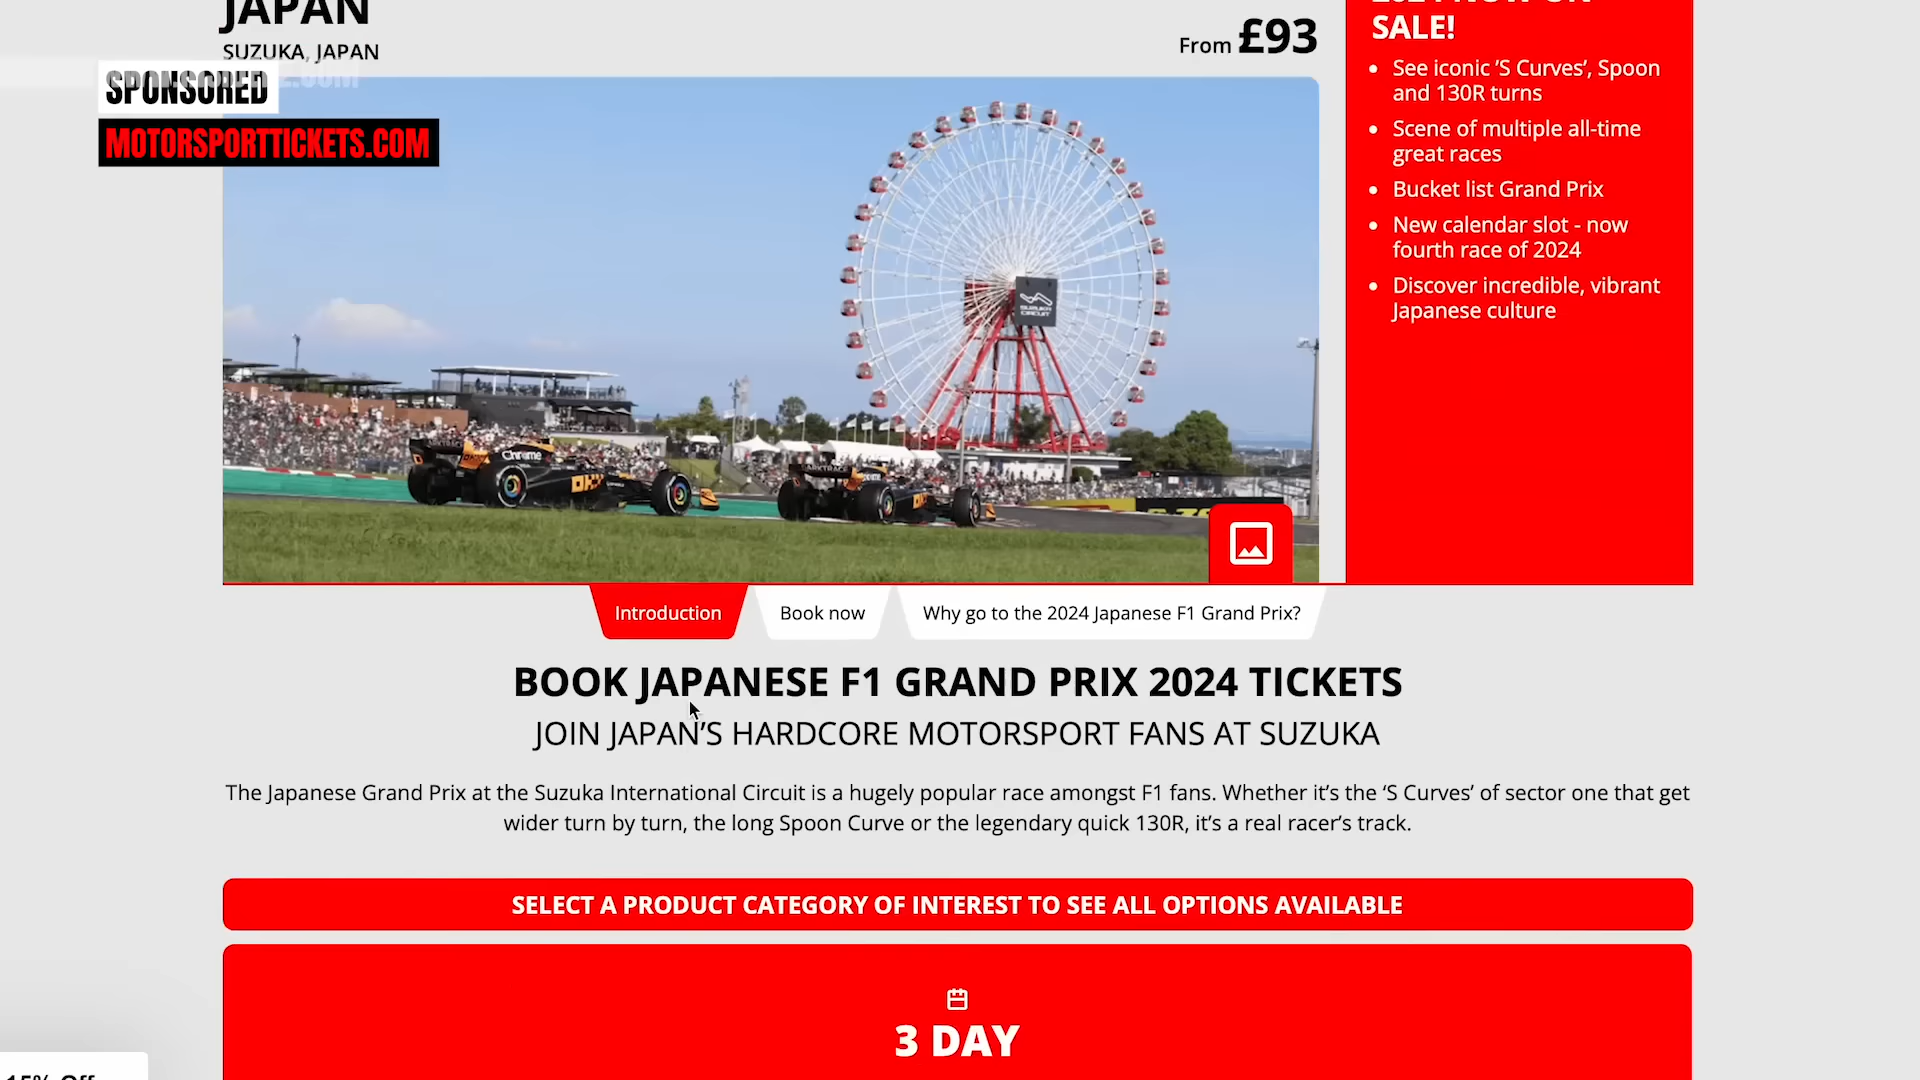 JAPAN
SUZUKA, JAPAN
From £93
SPONSORED
MOTORSPORTTICKETS.COM
SALE!
See iconic ‘S Curves’, Spoon
and 130R turns
Scene of multiple all-time
great races
Bucket list Grand Prix
New calendar slot - now
fourth race of 2024
Discover incredible, vibrant
Japanese culture
SUZUKA
CIRCUIT
Chrome
Introduction
Book now
Why go to the 2024 Japanese F1 Grand Prix?
BOOK JAPANESE F1 GRAND PRIX 2024 TICKETS
JOIN JAPAN’S HARDCORE MOTORSPORT FANS AT SUZUKA
The Japanese Grand Prix at the Suzuka International Circuit is a hugely popular race amongst F1 fans. Whether it’s the ‘S Curves’ of sector one that get
wider turn by turn, the long Spoon Curve or the legendary quick 130R, it’s a real racer’s track.
SELECT A PRODUCT CATEGORY OF INTEREST TO SEE ALL OPTIONS AVAILABLE
3 DAY
15% Off